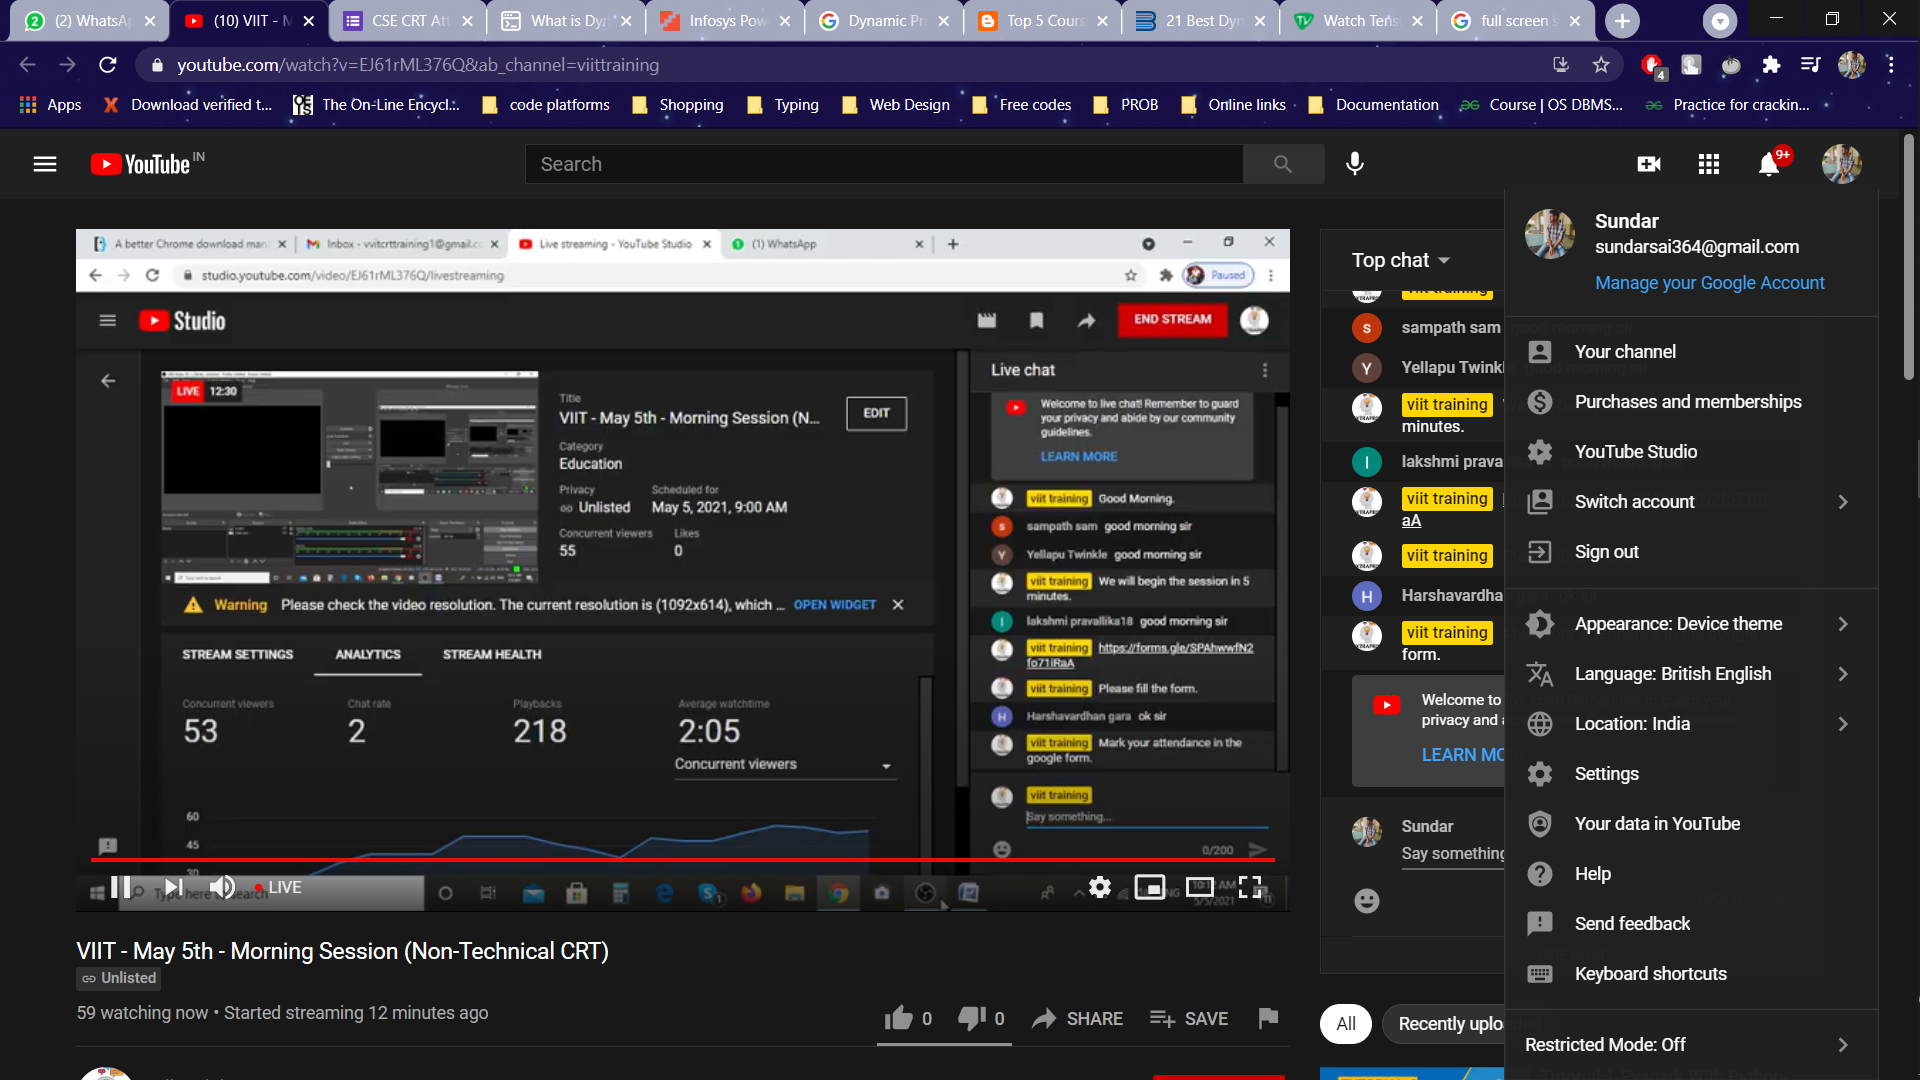 (2) WhatsA
(10) VIIT - M
CSE CRT Att
What is Dyn
Infosys Pow
Dynamic Pr
Top 5 Cours
21 Best Dyn
Watch Tens
full screen s
youtube.com/watch?v=EJ61rML376Q&ab_channel=viittraining
4
Apps
Download verified t...
The On-Line Encycl...
code platforms
Shopping
Typing
Web Design
Free codes
PROB
Online links
Documentation
Course | OS DBMS...
Practice for crackin...
YouTube IN
Search
9+
A better Chrome download man
Inbox - vvitcrttraining1@gmail.c
Live streaming - YouTube Studio
(1) WhatsApp
studio.youtube.com/video/EJ61rML376Q/livestreaming
Paused
Studio
END STREAM
LIVE 12:30
Title
VIIT - May 5th - Morning Session (N...
EDIT
Category
Education
Privacy
Unlisted
Scheduled for
May 5, 2021, 9:00 AM
Concurrent viewers
55
Likes
0
Warning Please check the video resolution. The current resolution is (1092x614), which ... OPEN WIDGET
STREAM SETTINGS
ANALYTICS
STREAM HEALTH
Concurrent viewers
53
Chat rate
2
Playbacks
218
Average watchtime
2:05
Concurrent viewers
60
45
30
Live chat
Welcome to live chat! Remember to guard
your privacy and abide by our community
guidelines.
LEARN MORE
viit training Good Morning.
sampath sam good morning sir
Yellapu Twinkle good morning sir
viit training We will begin the session in 5
minutes.
lakshmi pravallika18 good morning sir
viit training https://forms.gle/SPAhwwfN2
fo71iRaA
viit training Please fill the form.
Harshavardhan gara ok sir
viit training Mark your attendance in the
google form.
viit training
Say something...
0/200
LIVE
Type here to search
10:12 AM
5/5/2021
VIIT - May 5th - Morning Session (Non-Technical CRT)
Unlisted
59 watching now • Started streaming 12 minutes ago
0
0
SHARE
SAVE
Top chat
sampath sam
Yellapu Twinkl
viit training
minutes.
lakshmi prava
viit training
aA
viit training
Harshavardha
viit training
form.
Welcome to
privacy and a
LEARN MO
Sundar
Say something
All
Recently uplo
Sundar
sundarsai364@gmail.com
Manage your Google Account
Your channel
Purchases and memberships
YouTube Studio
Switch account
Sign out
Appearance: Device theme
Language: British English
Location: India
Settings
Your data in YouTube
Help
Send feedback
Keyboard shortcuts
Restricted Mode: Off